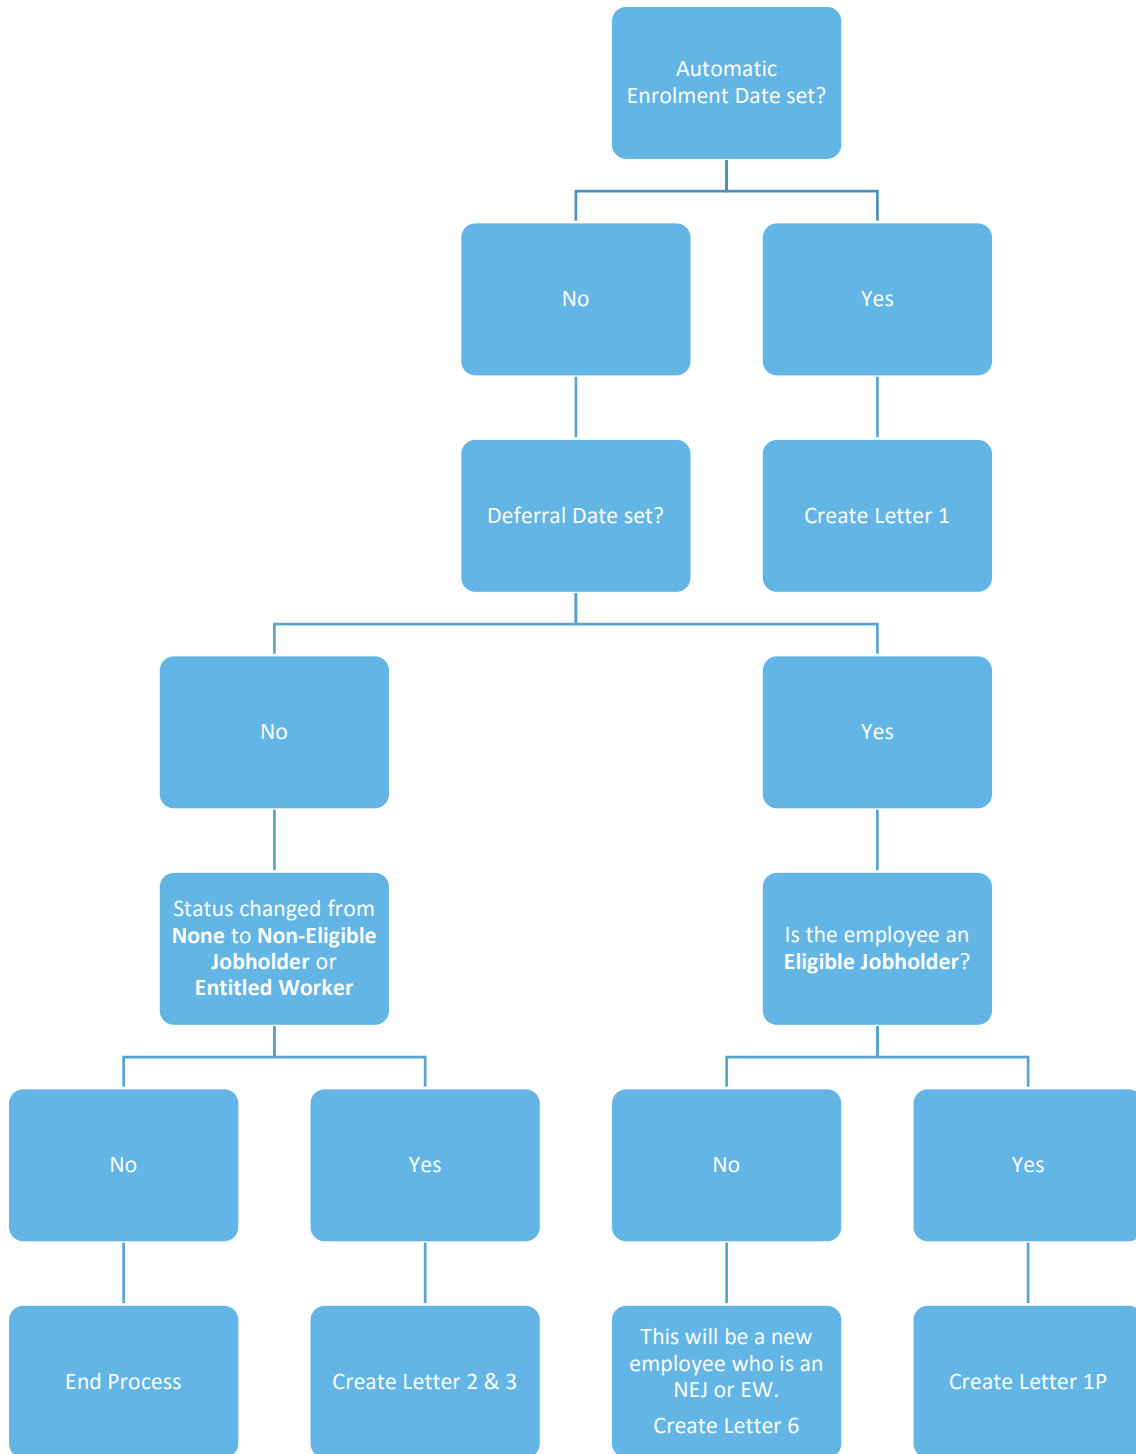 Automatic
Enrolment Date set?
No
Yes
Deferral Date set?
Create Letter 1
No
Yes
Status changed from
None to Non-Eligible
Jobholder or
Entitled Worker
Is the employee an
Eligible Jobholder?
No
Yes
No
Yes
End Process
Create Letter 2 & 3
This will be a new
employee who is an
NEJ or EW.
Create Letter 6
Create Letter 1P